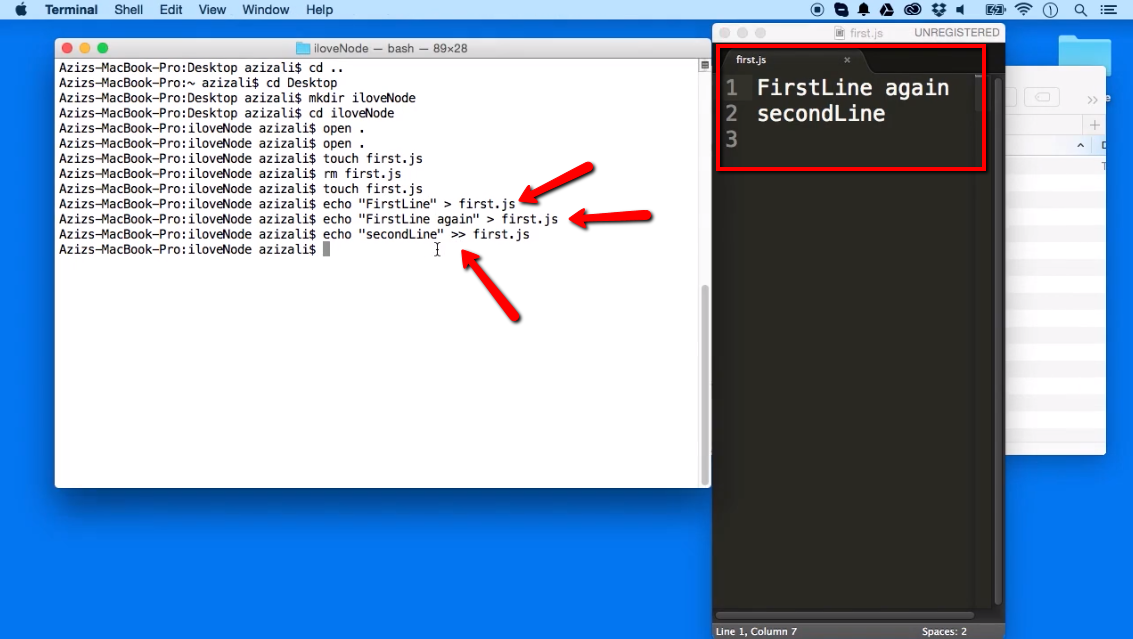 Terminal Shell Edit View Window Help
iloveNode — bash — 89×28
Azizs-MacBook-Pro:Desktop azizali$ cd ..
Azizs-MacBook-Pro:~ azizali$ cd Desktop
Azizs-MacBook-Pro:Desktop azizali$ mkdir iloveNode
Azizs-MacBook-Pro:Desktop azizali$ cd iloveNode
Azizs-MacBook-Pro:iloveNode azizali$ open .
Azizs-MacBook-Pro:iloveNode azizali$ open .
Azizs-MacBook-Pro:iloveNode azizali$ touch first.js
Azizs-MacBook-Pro:iloveNode azizali$ rm first.js
Azizs-MacBook-Pro:iloveNode azizali$ touch first.js
Azizs-MacBook-Pro:iloveNode azizali$ echo "FirstLine" > first.js
Azizs-MacBook-Pro:iloveNode azizali$ echo "FirstLine again" > first.js
Azizs-MacBook-Pro:iloveNode azizali$ echo "secondLine" >> first.js
Azizs-MacBook-Pro:iloveNode azizali$
first.js UNREGISTERED
first.js
1 FirstLine again
2 secondLine
3
Line 1, Column 7 Spaces: 2